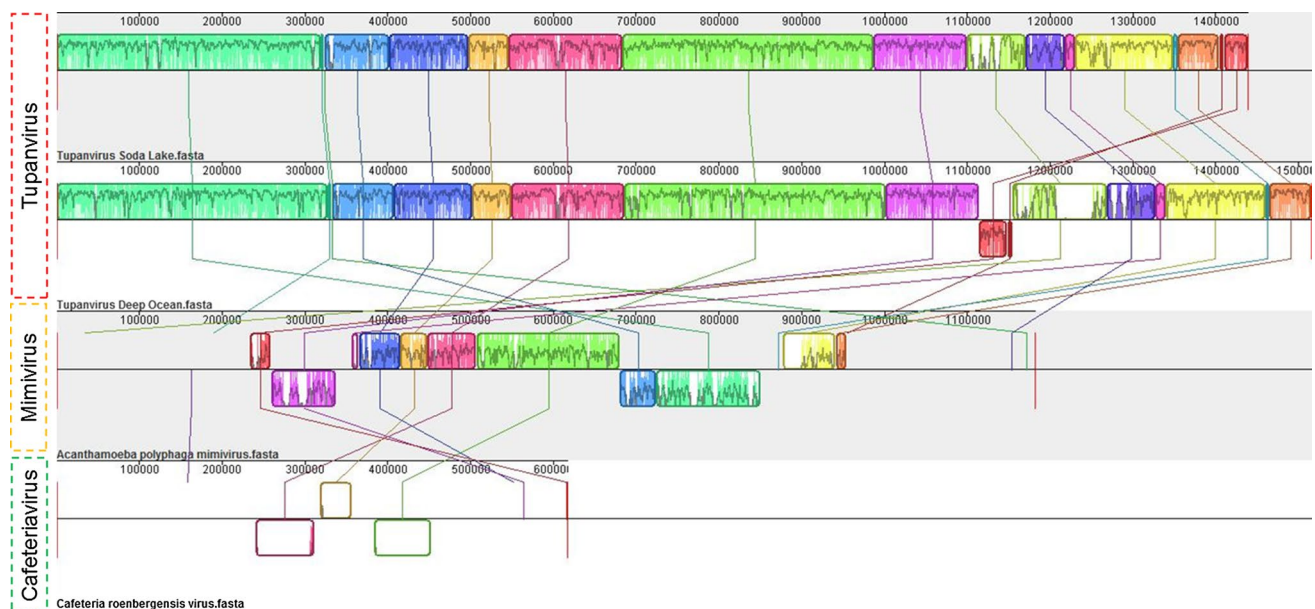 100000 200000 300000 400000 500000 600000 700000 800000 900000 1000000 1100000 1200000 1300000 1400000
Tupanvirus
Tupanvirus Soda Lake.fasta
100000 200000 300000 400000 500000 600000 700000 800000 900000 1000000 1100000 1200000 1300000 1400000 150000
Tupanvirus Deep Ocean.fasta
100000 200000 300000 400000 500000 600000 700000 800000 900000 1000000 1100000
Mimivirus
Acanthamoeba polyphaga mimivirus.fasta
100000 200000 300000 400000 500000 60000
Cafeteriavirus
Cafeteria roenbergensis virus.fasta